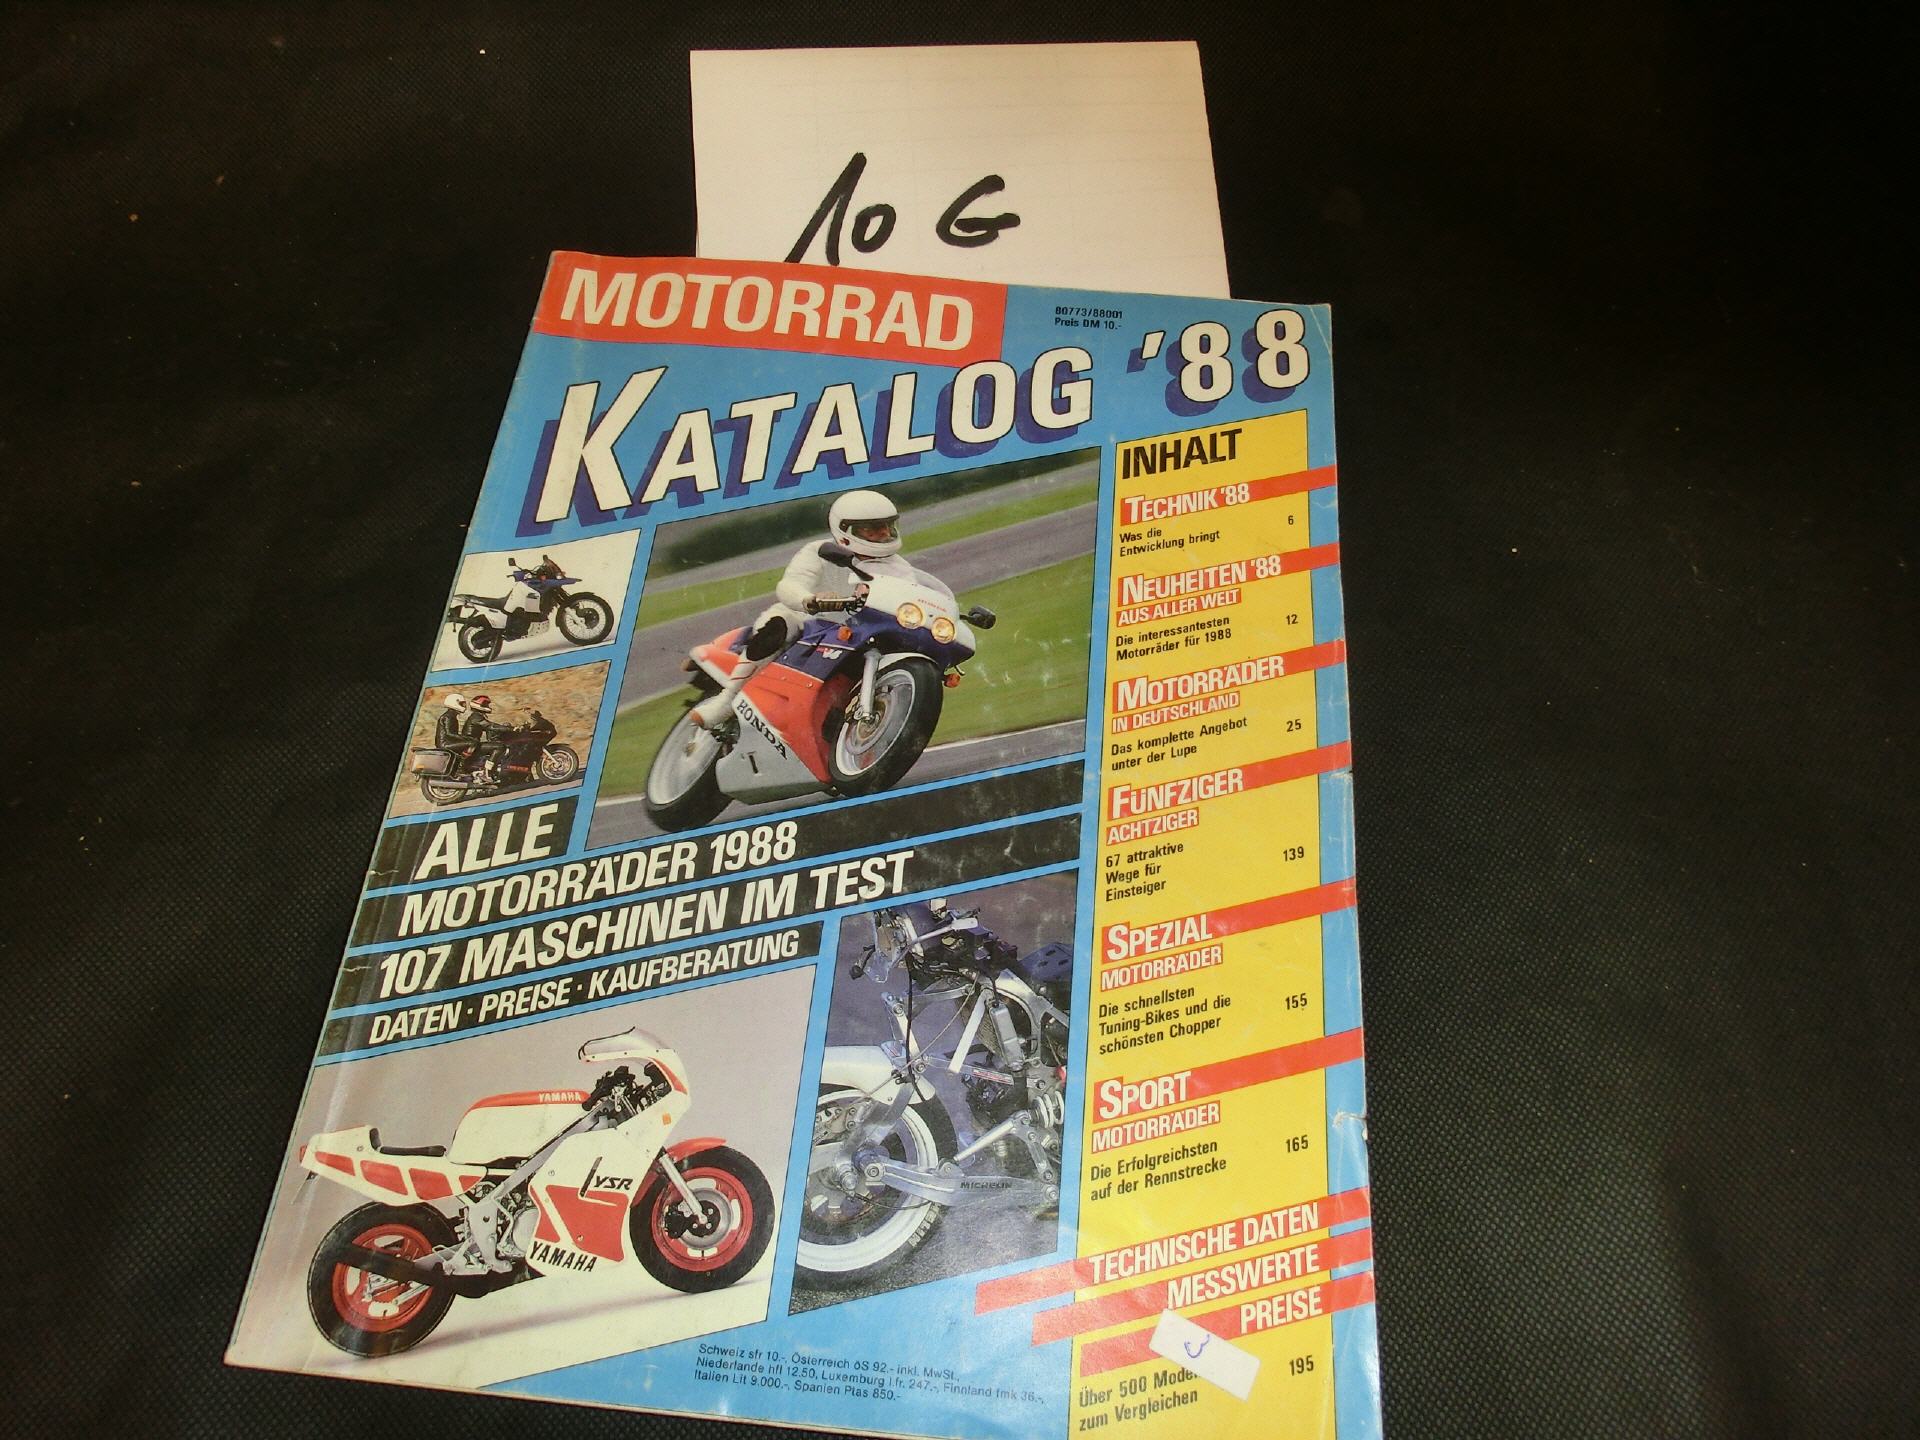 10 G
MOTORRAD
80773/88001
Preis DM 10.-
KATALOG '88
INHALT
TECHNIK '88
Was die
Entwicklung bringt
6
NEUHEITEN '88
AUS ALLER WELT
Die interessantesten
Motorräder für 1988
12
MOTORRÄDER
IN DEUTSCHLAND
Das komplette Angebot
unter der Lupe
25
FÜNFZIGER
ACHTZIGER
67 attraktive
Wege für
Einsteiger
139
SPEZIAL
MOTORRÄDER
Die schnellsten
Tuning-Bikes und die
schönsten Chopper
155
SPORT
MOTORRÄDER
Die Erfolgreichsten
auf der Rennstrecke
165
TECHNISCHE DATEN
MESSWERTE
PREISE
Über 500
zum Vergleichen
195
HONDA
V4
HONDA
ALLE
MOTORRÄDER 1988
107 MASCHINEN IM TEST
DATEN · PREISE · KAUFBERATUNG
YAMAHA
YSR
YAMAHA
MICHELIN
Schweiz sfr 10.-, Österreich öS 92.- inkl. MwSt.,
Niederlande hfl 12.50, Luxemburg l.fr. 247.-, Finnland fmk 36.-,
Italien Lit 9.000.-, Spanien Ptas 850.-